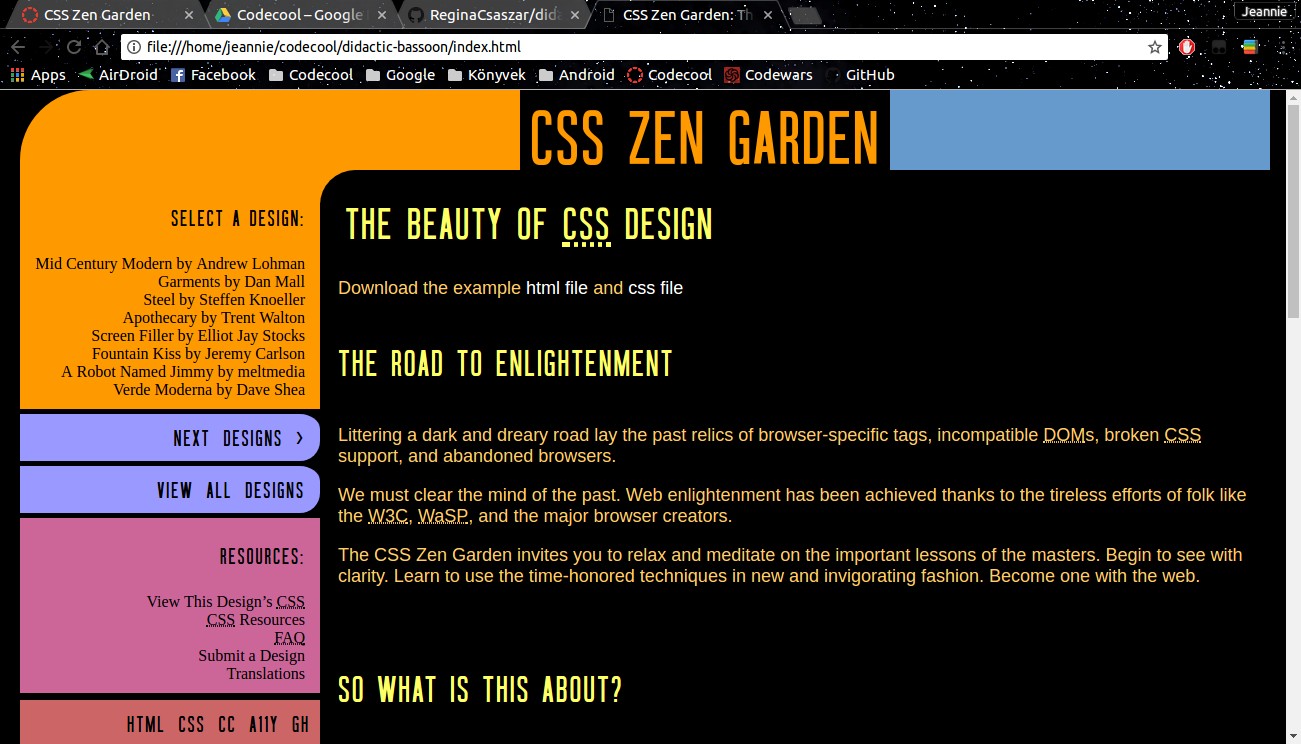 CSS Zen Garden
Codecool – Google
ReginaCsaszar/dida
CSS Zen Garden: Th
Jeannie
file:///home/jeannie/codecool/didactic-bassoon/index.html
Apps AirDroid Facebook Codecool Google Könyvek Android Codecool Codewars GitHub
CSS ZEN GARDEN
SELECT A DESIGN:
Mid Century Modern by Andrew Lohman
Garments by Dan Mall
Steel by Steffen Knoeller
Apothecary by Trent Walton
Screen Filler by Elliot Jay Stocks
Fountain Kiss by Jeremy Carlson
A Robot Named Jimmy by meltmedia
Verde Moderna by Dave Shea
NEXT DESIGNS >
VIEW ALL DESIGNS
RESOURCES:
View This Design’s CSS
CSS Resources
FAQ
Submit a Design
Translations
HTML CSS CC A11Y GH
THE BEAUTY OF CSS DESIGN
Download the example html file and css file
THE ROAD TO ENLIGHTENMENT
Littering a dark and dreary road lay the past relics of browser-specific tags, incompatible DOMs, broken CSS
support, and abandoned browsers.
We must clear the mind of the past. Web enlightenment has been achieved thanks to the tireless efforts of folk like
the W3C, WaSP, and the major browser creators.
The CSS Zen Garden invites you to relax and meditate on the important lessons of the masters. Begin to see with
clarity. Learn to use the time-honored techniques in new and invigorating fashion. Become one with the web.
SO WHAT IS THIS ABOUT?